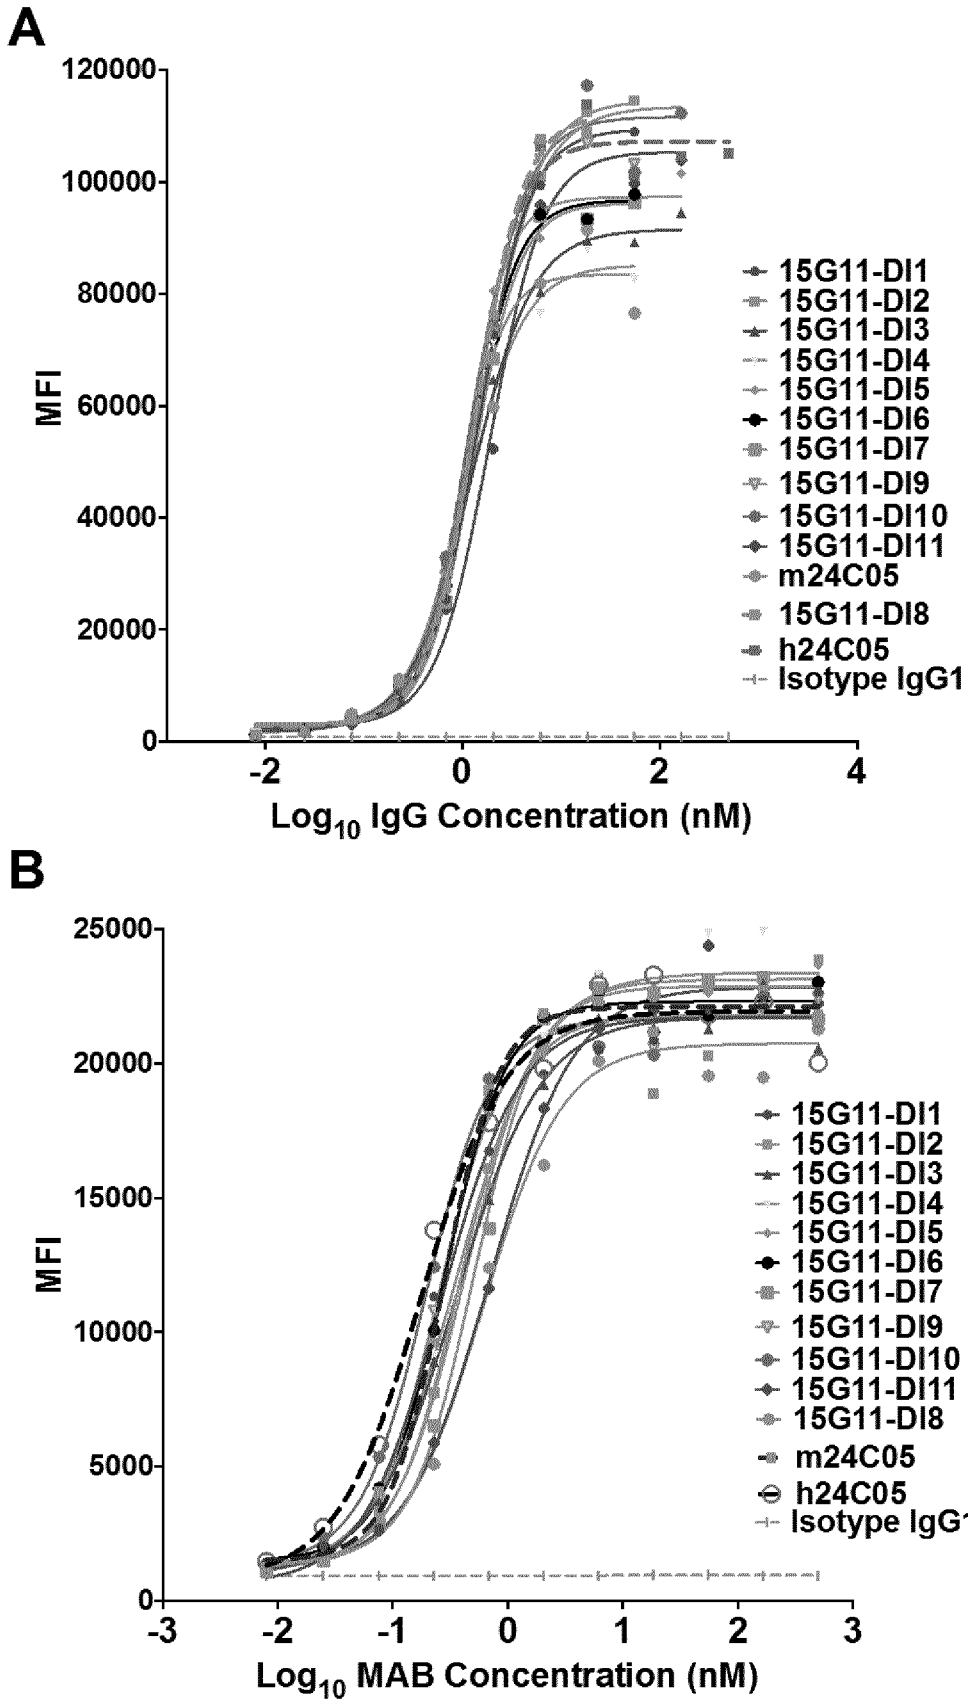 A
120000
100000
80000
60000
40000
20000
0
MFI
-2 0 2 4
Log10 IgG Concentration (nM)
15G11-DI1
15G11-DI2
15G11-DI3
15G11-DI4
15G11-DI5
15G11-DI6
15G11-DI7
15G11-DI9
15G11-DI10
15G11-DI11
m24C05
15G11-DI8
h24C05
Isotype IgG1
B
25000
20000
15000
10000
5000
0
MFI
-3 -2 -1 0 1 2 3
Log10 MAB Concentration (nM)
15G11-DI1
15G11-DI2
15G11-DI3
15G11-DI4
15G11-DI5
15G11-DI6
15G11-DI7
15G11-DI9
15G11-DI10
15G11-DI11
15G11-DI8
m24C05
h24C05
Isotype IgG1